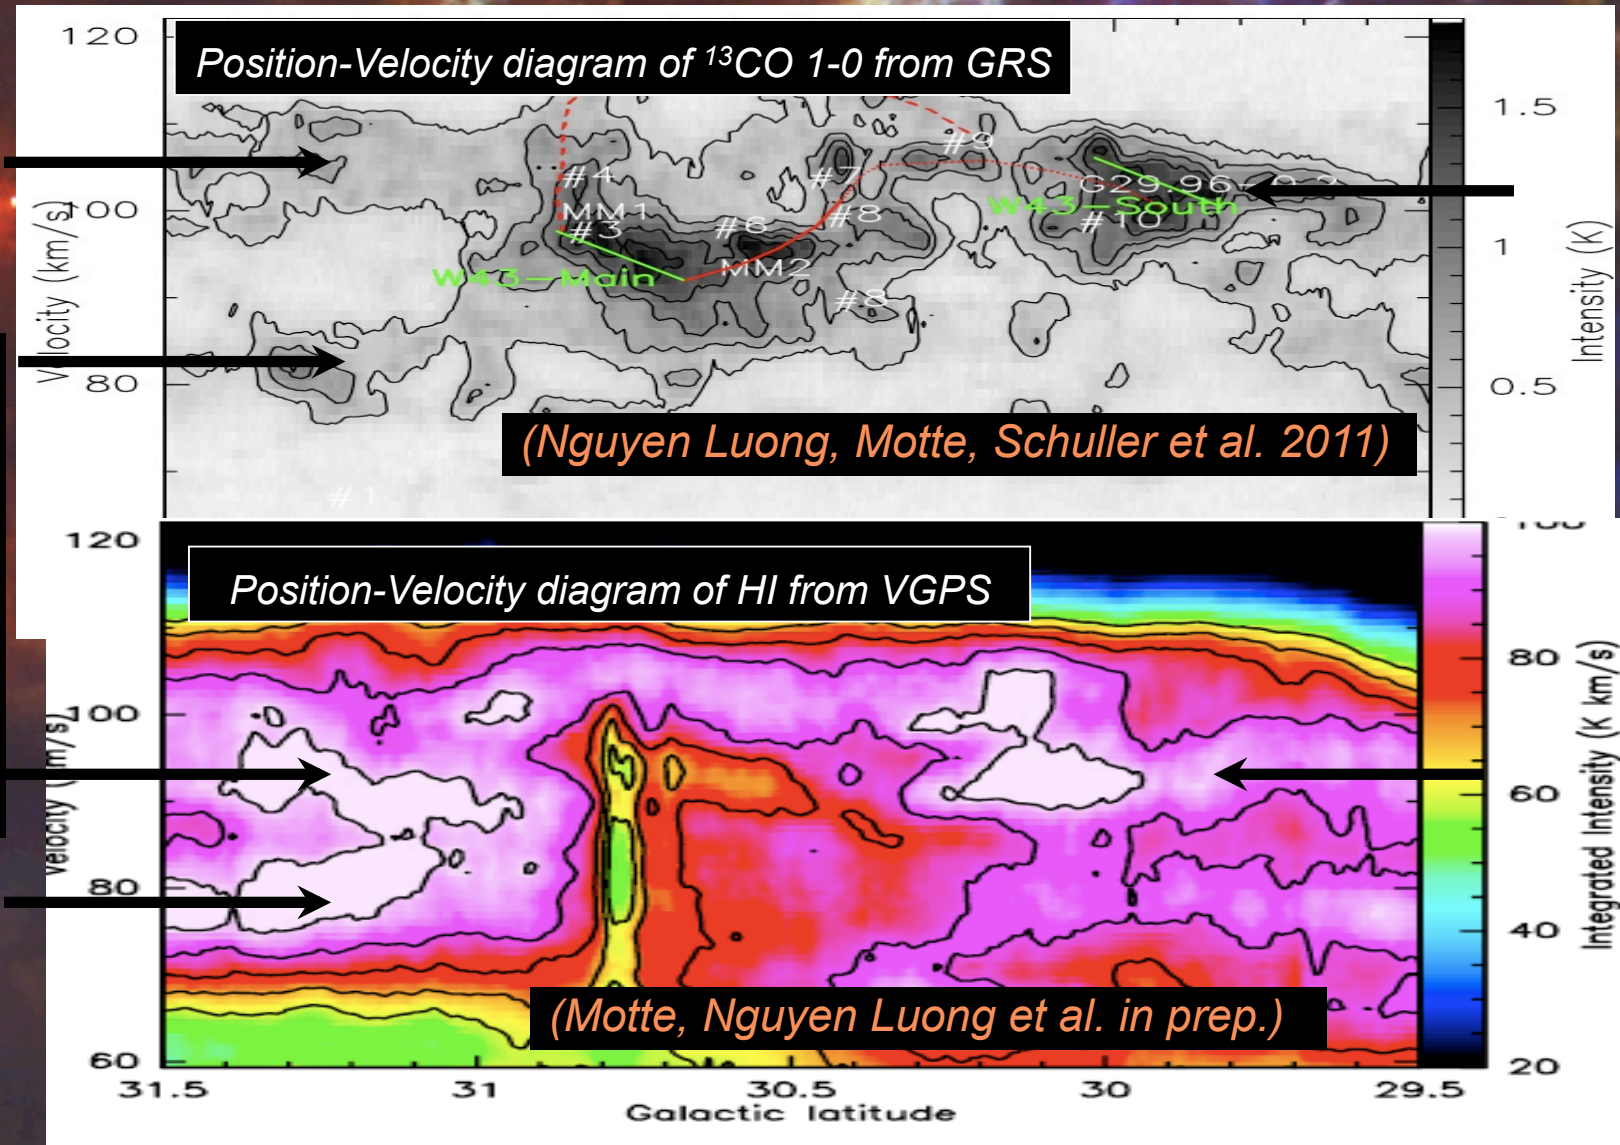 120
Position-Velocity diagram of ¹³CO 1-0 from GRS
1.5
#9
#4
#7
G29.96-0.2
100
MM1
#8
W43-South
#3
#6
#10
1
MM2
W43-Main
#8
Velocity (km/s)
Intensity (K)
80
0.5
(Nguyen Luong, Motte, Schuller et al. 2011)
#1
100
120
Position-Velocity diagram of HI from VGPS
80
100
60
80
40
Integrated Intensity (K km/s)
(Motte, Nguyen Luong et al. in prep.)
60
20
31.5 31 30.5 30 29.5
Galactic latitude